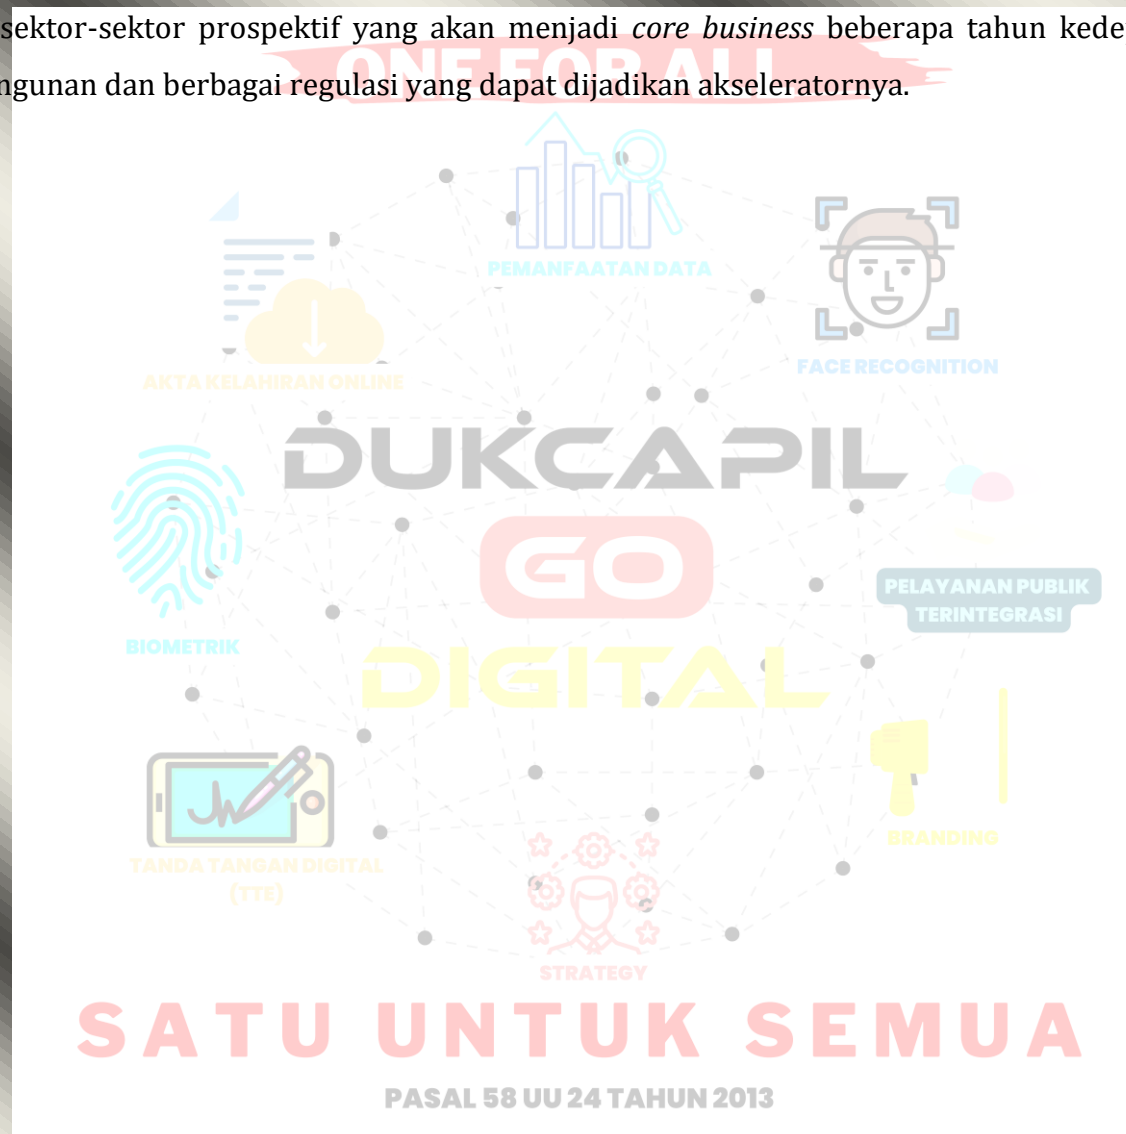 sektor-sektor prospektif yang akan menjadi core business beberapa tahun
ONE FOR ALL
dan berbagai regulasi yang dapat dijadikan akseleratornya.
PEMANFAATAN DATA
FACE RECOGNITION
AKTA KELAHIRAN ONLINE
DUKCAPIL
GO
PELAYANAN PUBLIK
TERINTEGRASI
BIOMETRIK
DIGITAL
BRANDING
TANDA TANGAN DIGITAL
(TTE)
STRATEGY
SATU UNTUK SEMUA
PASAL 58 UU 24 TAHUN 2013